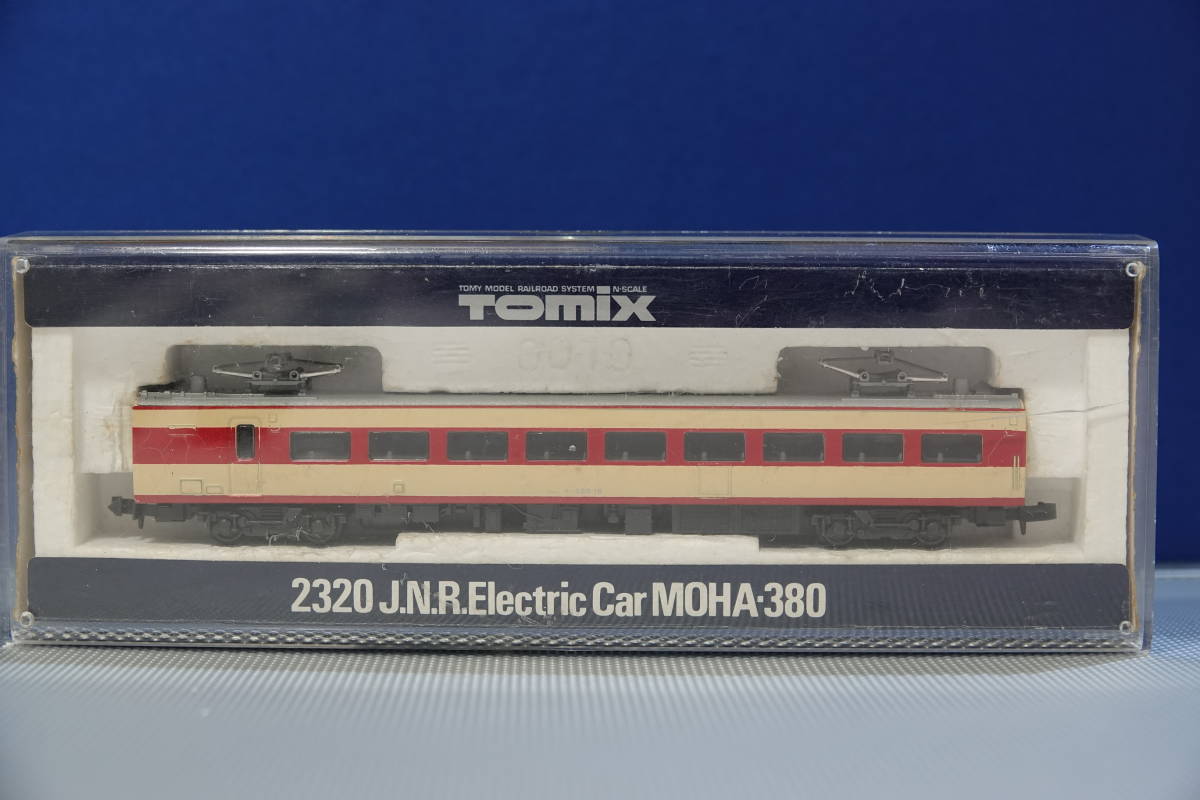 TOMY MODEL RAILROAD SYSTEM N-SCALE
TOMIX
2320 J.N.R.Electric Car MOHA-380